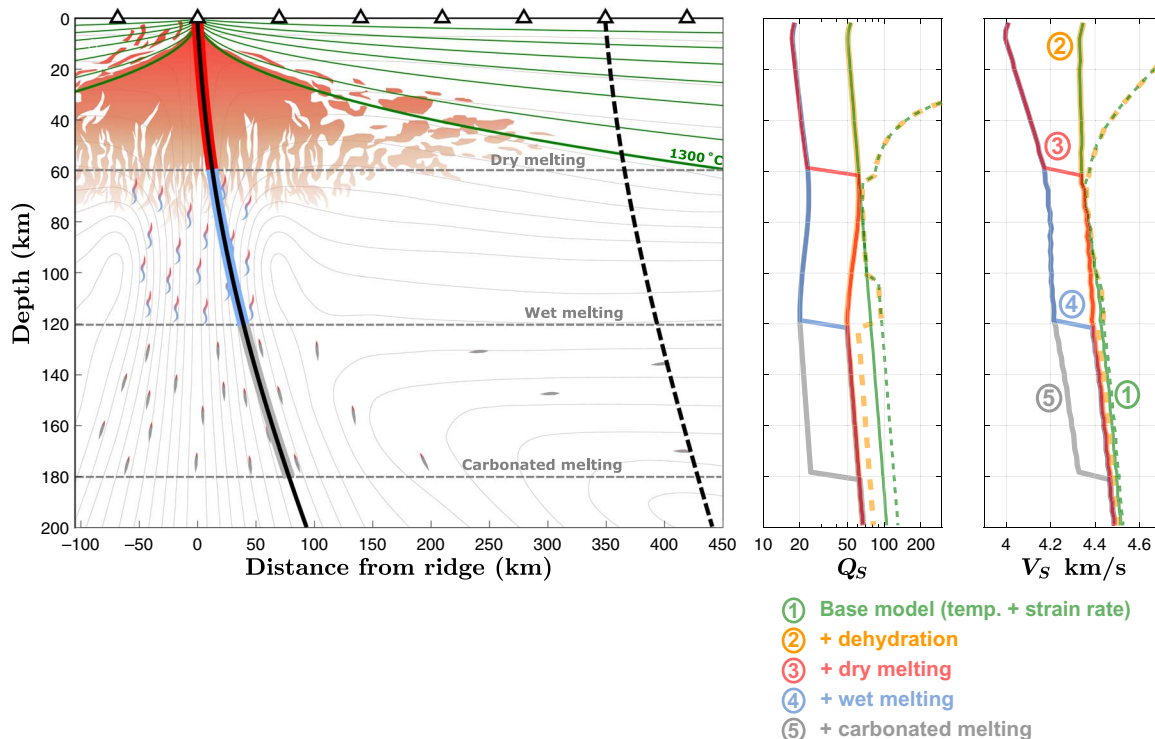 0
20
40
60
80
100
120
140
160
180
200
Depth (km)
1300°C
Dry melting
Wet melting
Carbonated melting
−100 −50 0 50 100 150 200 250 300 350 400 450
Distance from ridge (km)
10 20 50 100 200
Q_S
2
3
4
5
1
4 4.2 4.4 4.6
V_S km/s
1 Base model (temp. + strain rate)
2 + dehydration
3 + dry melting
4 + wet melting
5 + carbonated melting